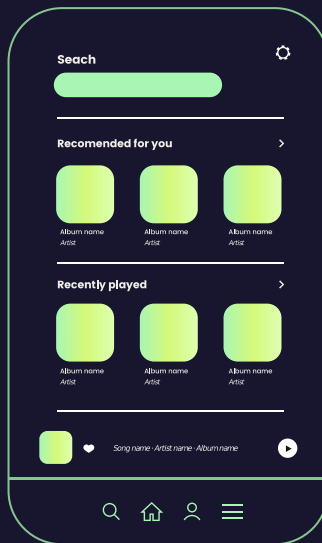 Seach
Recomended for you
Album name Album name Album name
Artist Artist Artist
Recently played
Album name Album name Album name
Artist Artist Artist
Song name · Artist name · Album name